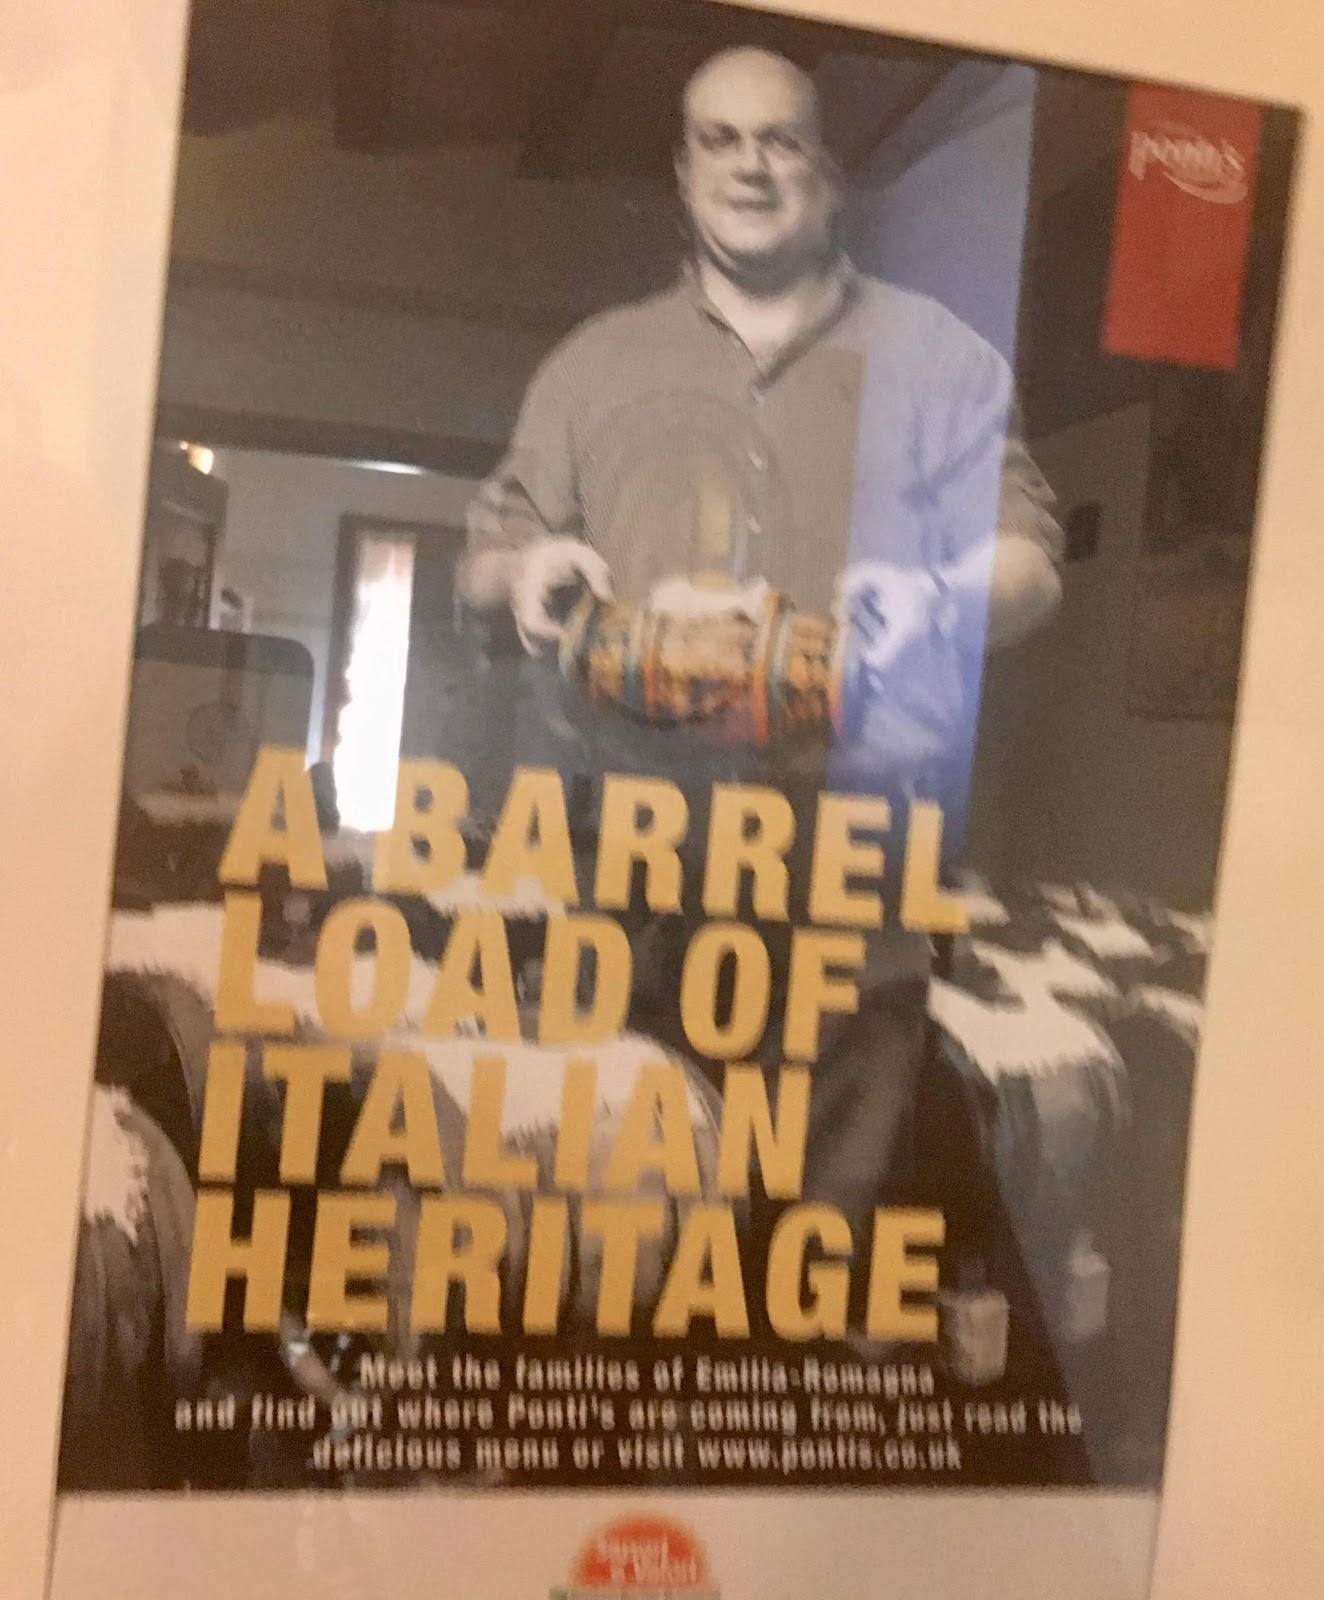 ponti's
A BARREL
LOAD OF
ITALIAN
HERITAGE
Meet the families of Emilia-Romagna
and find out where Ponti's are coming from, just read the
delicious menu or visit www.pontis.co.uk